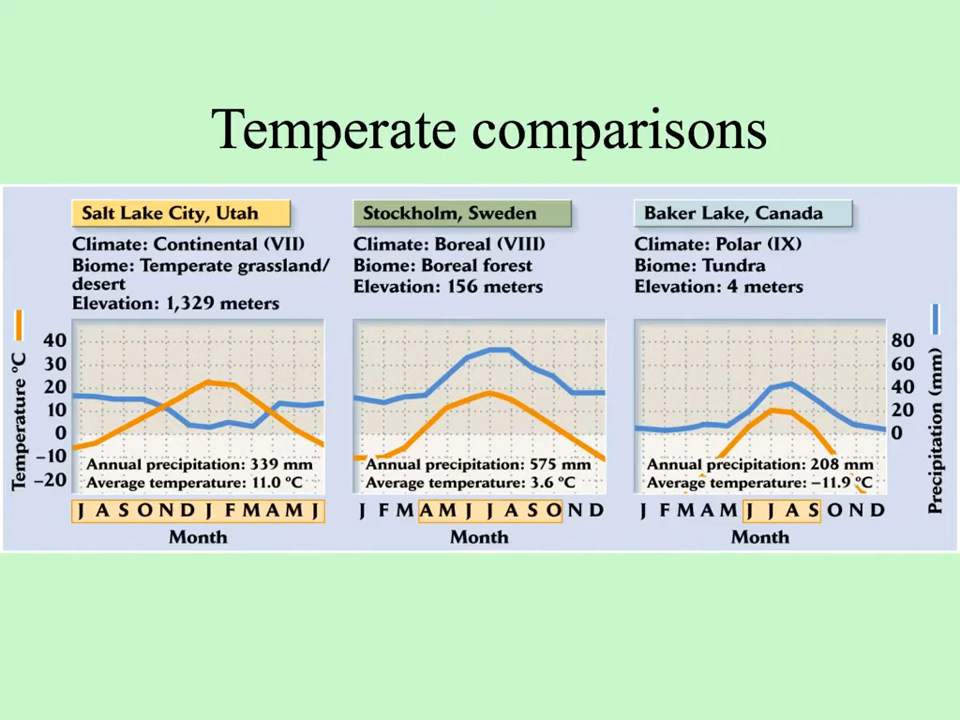 Temperate comparisons
Salt Lake City, Utah
Climate: Continental (VII)
Biome: Temperate grassland/
desert
Elevation: 1,329 meters
Stockholm, Sweden
Climate: Boreal (VIII)
Biome: Boreal forest
Elevation: 156 meters
Baker Lake, Canada
Climate: Polar (IX)
Biome: Tundra
Elevation: 4 meters
Temperature ºC
40
30
20
10
0
−10
−20
Annual precipitation: 339 mm
Average temperature: 11.0 ºC
J A S O N D J F M A M J
Month
Annual precipitation: 575 mm
Average temperature: 3.6 ºC
J F M A M J J A S O N D
Month
Annual precipitation: 208 mm
Average temperature: −11.9 ºC
J F M A M J J A S O N D
Month
80
60
40
20
0
Precipitation (mm)